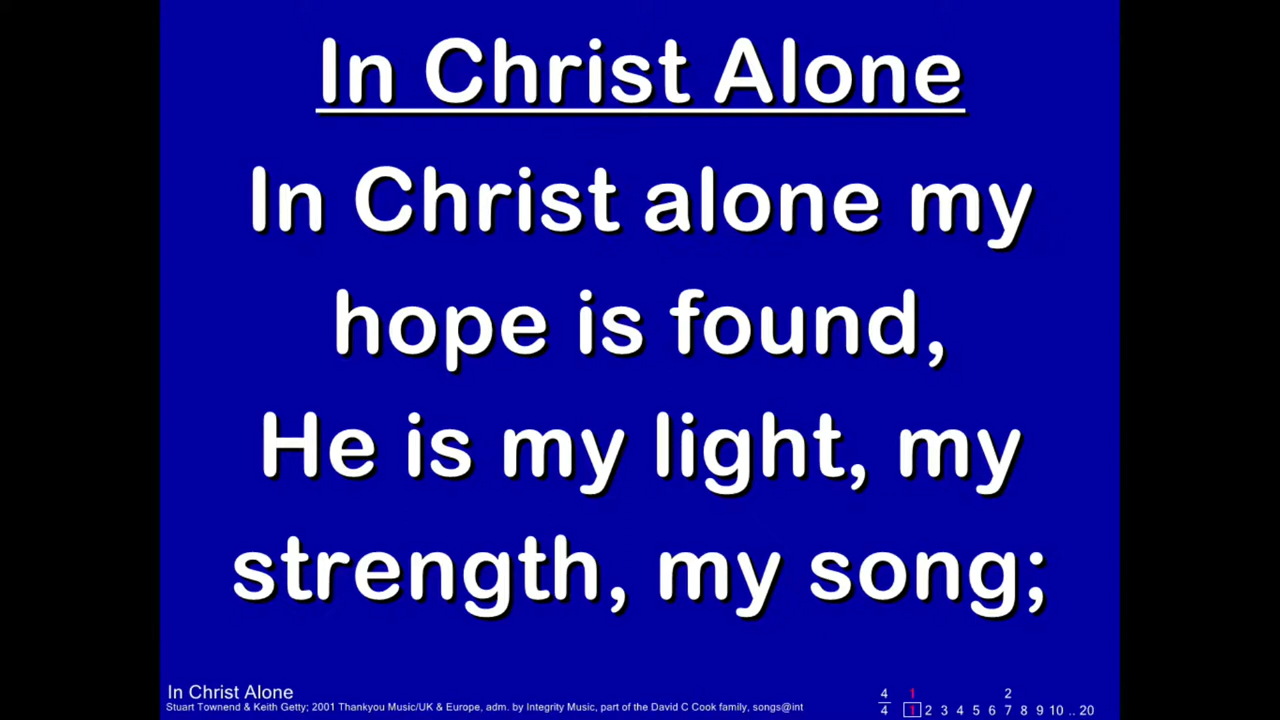 In Christ Alone
In Christ alone my
hope is found,
He is my light, my
strength, my song;
In Christ Alone
Stuart Townend & Keith Getty; 2001 Thankyou Music/UK & Europe, adm. by Integrity Music, part of the David C Cook family, songs@int
4 1 2
4 1 2 3 4 5 6 7 8 9 10 .. 20